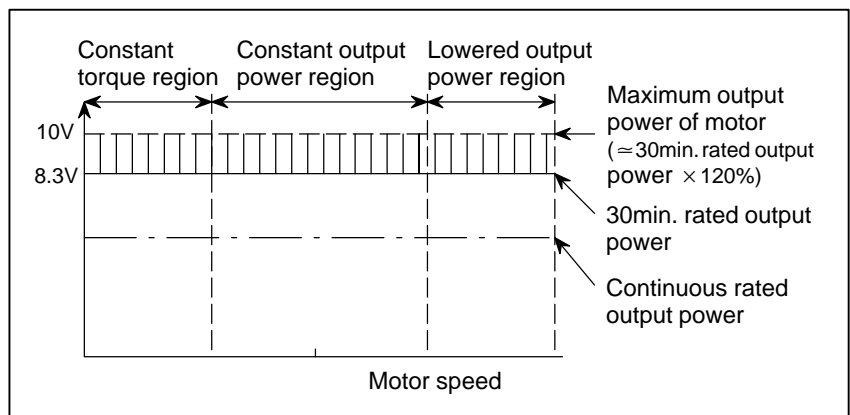 Constant
torque region
Constant output
power region
Lowered output
power region
10V
8.3V
Maximum output
power of motor
(≃30min. rated output
power ×120%)
30min. rated output
power
Continuous rated
output power
Motor speed